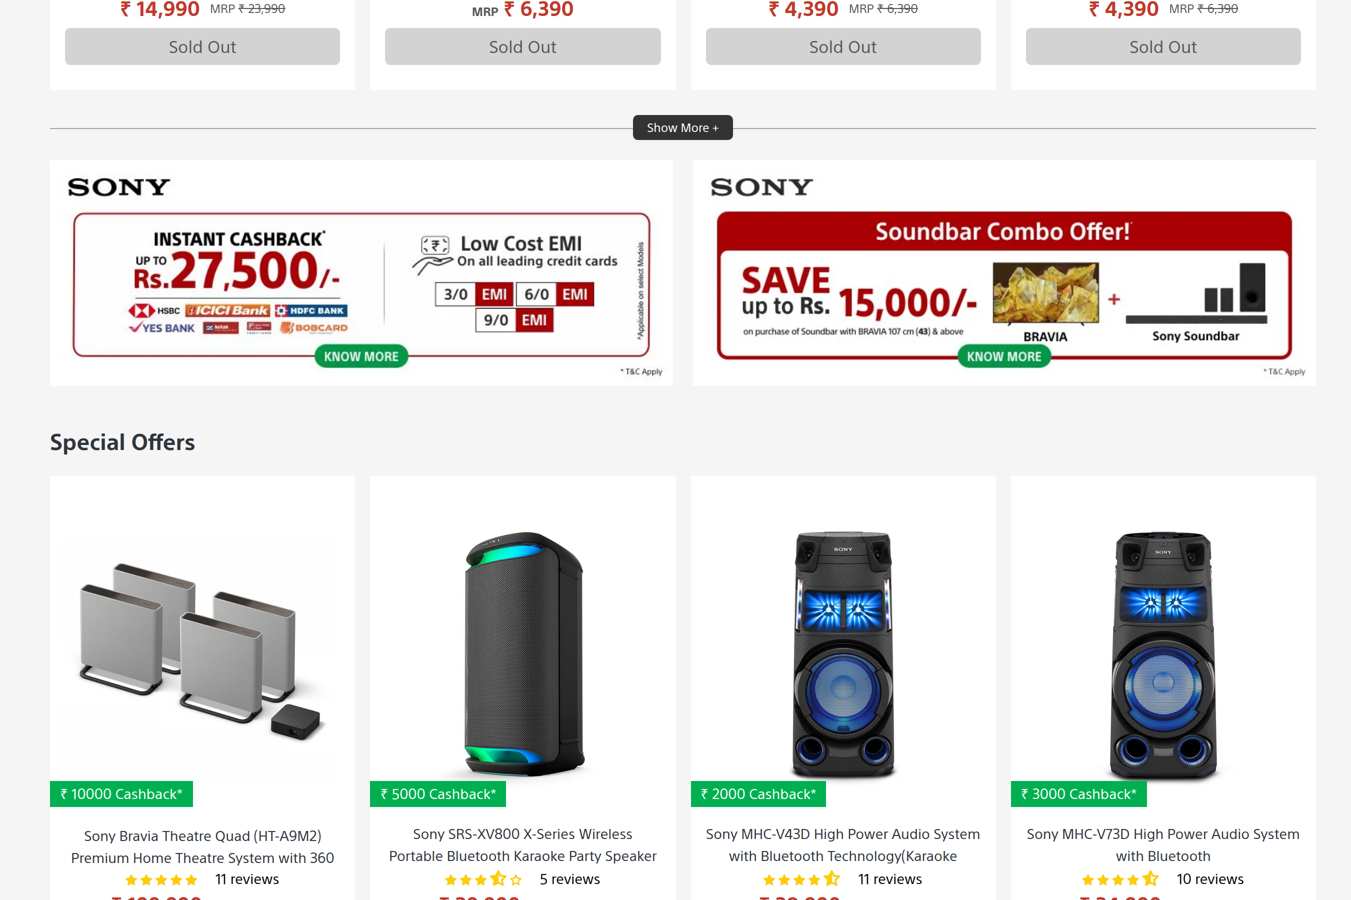 ₹ 14,990 MRP ₹ 23,990
MRP ₹ 6,390
₹ 4,390 MRP ₹ 6,390
₹ 4,390 MRP ₹ 6,390
Sold Out
Sold Out
Sold Out
Sold Out
Show More +
SONY
INSTANT CASHBACK*
UP TO
Rs.27,500/-
HSBC ICICI Bank HDFC BANK
YES BANK BOBCARD
Low Cost EMI
On all leading credit cards
3/0 EMI 6/0 EMI
9/0 EMI
*Applicable on select Models
KNOW MORE
* T&C Apply
SONY
Soundbar Combo Offer!*
SAVE
up to Rs. 15,000/-
on purchase of Soundbar with BRAVIA 107 cm (43) & above
BRAVIA
+
Sony Soundbar
KNOW MORE
* T&C Apply
Special Offers
SONY
SONY
₹ 10000 Cashback*
₹ 5000 Cashback*
₹ 2000 Cashback*
₹ 3000 Cashback*
Sony Bravia Theatre Quad (HT-A9M2)
Premium Home Theatre System with 360
11 reviews
Sony SRS-XV800 X-Series Wireless
Portable Bluetooth Karaoke Party Speaker
5 reviews
Sony MHC-V43D High Power Audio System
with Bluetooth Technology(Karaoke
11 reviews
Sony MHC-V73D High Power Audio System
with Bluetooth
10 reviews